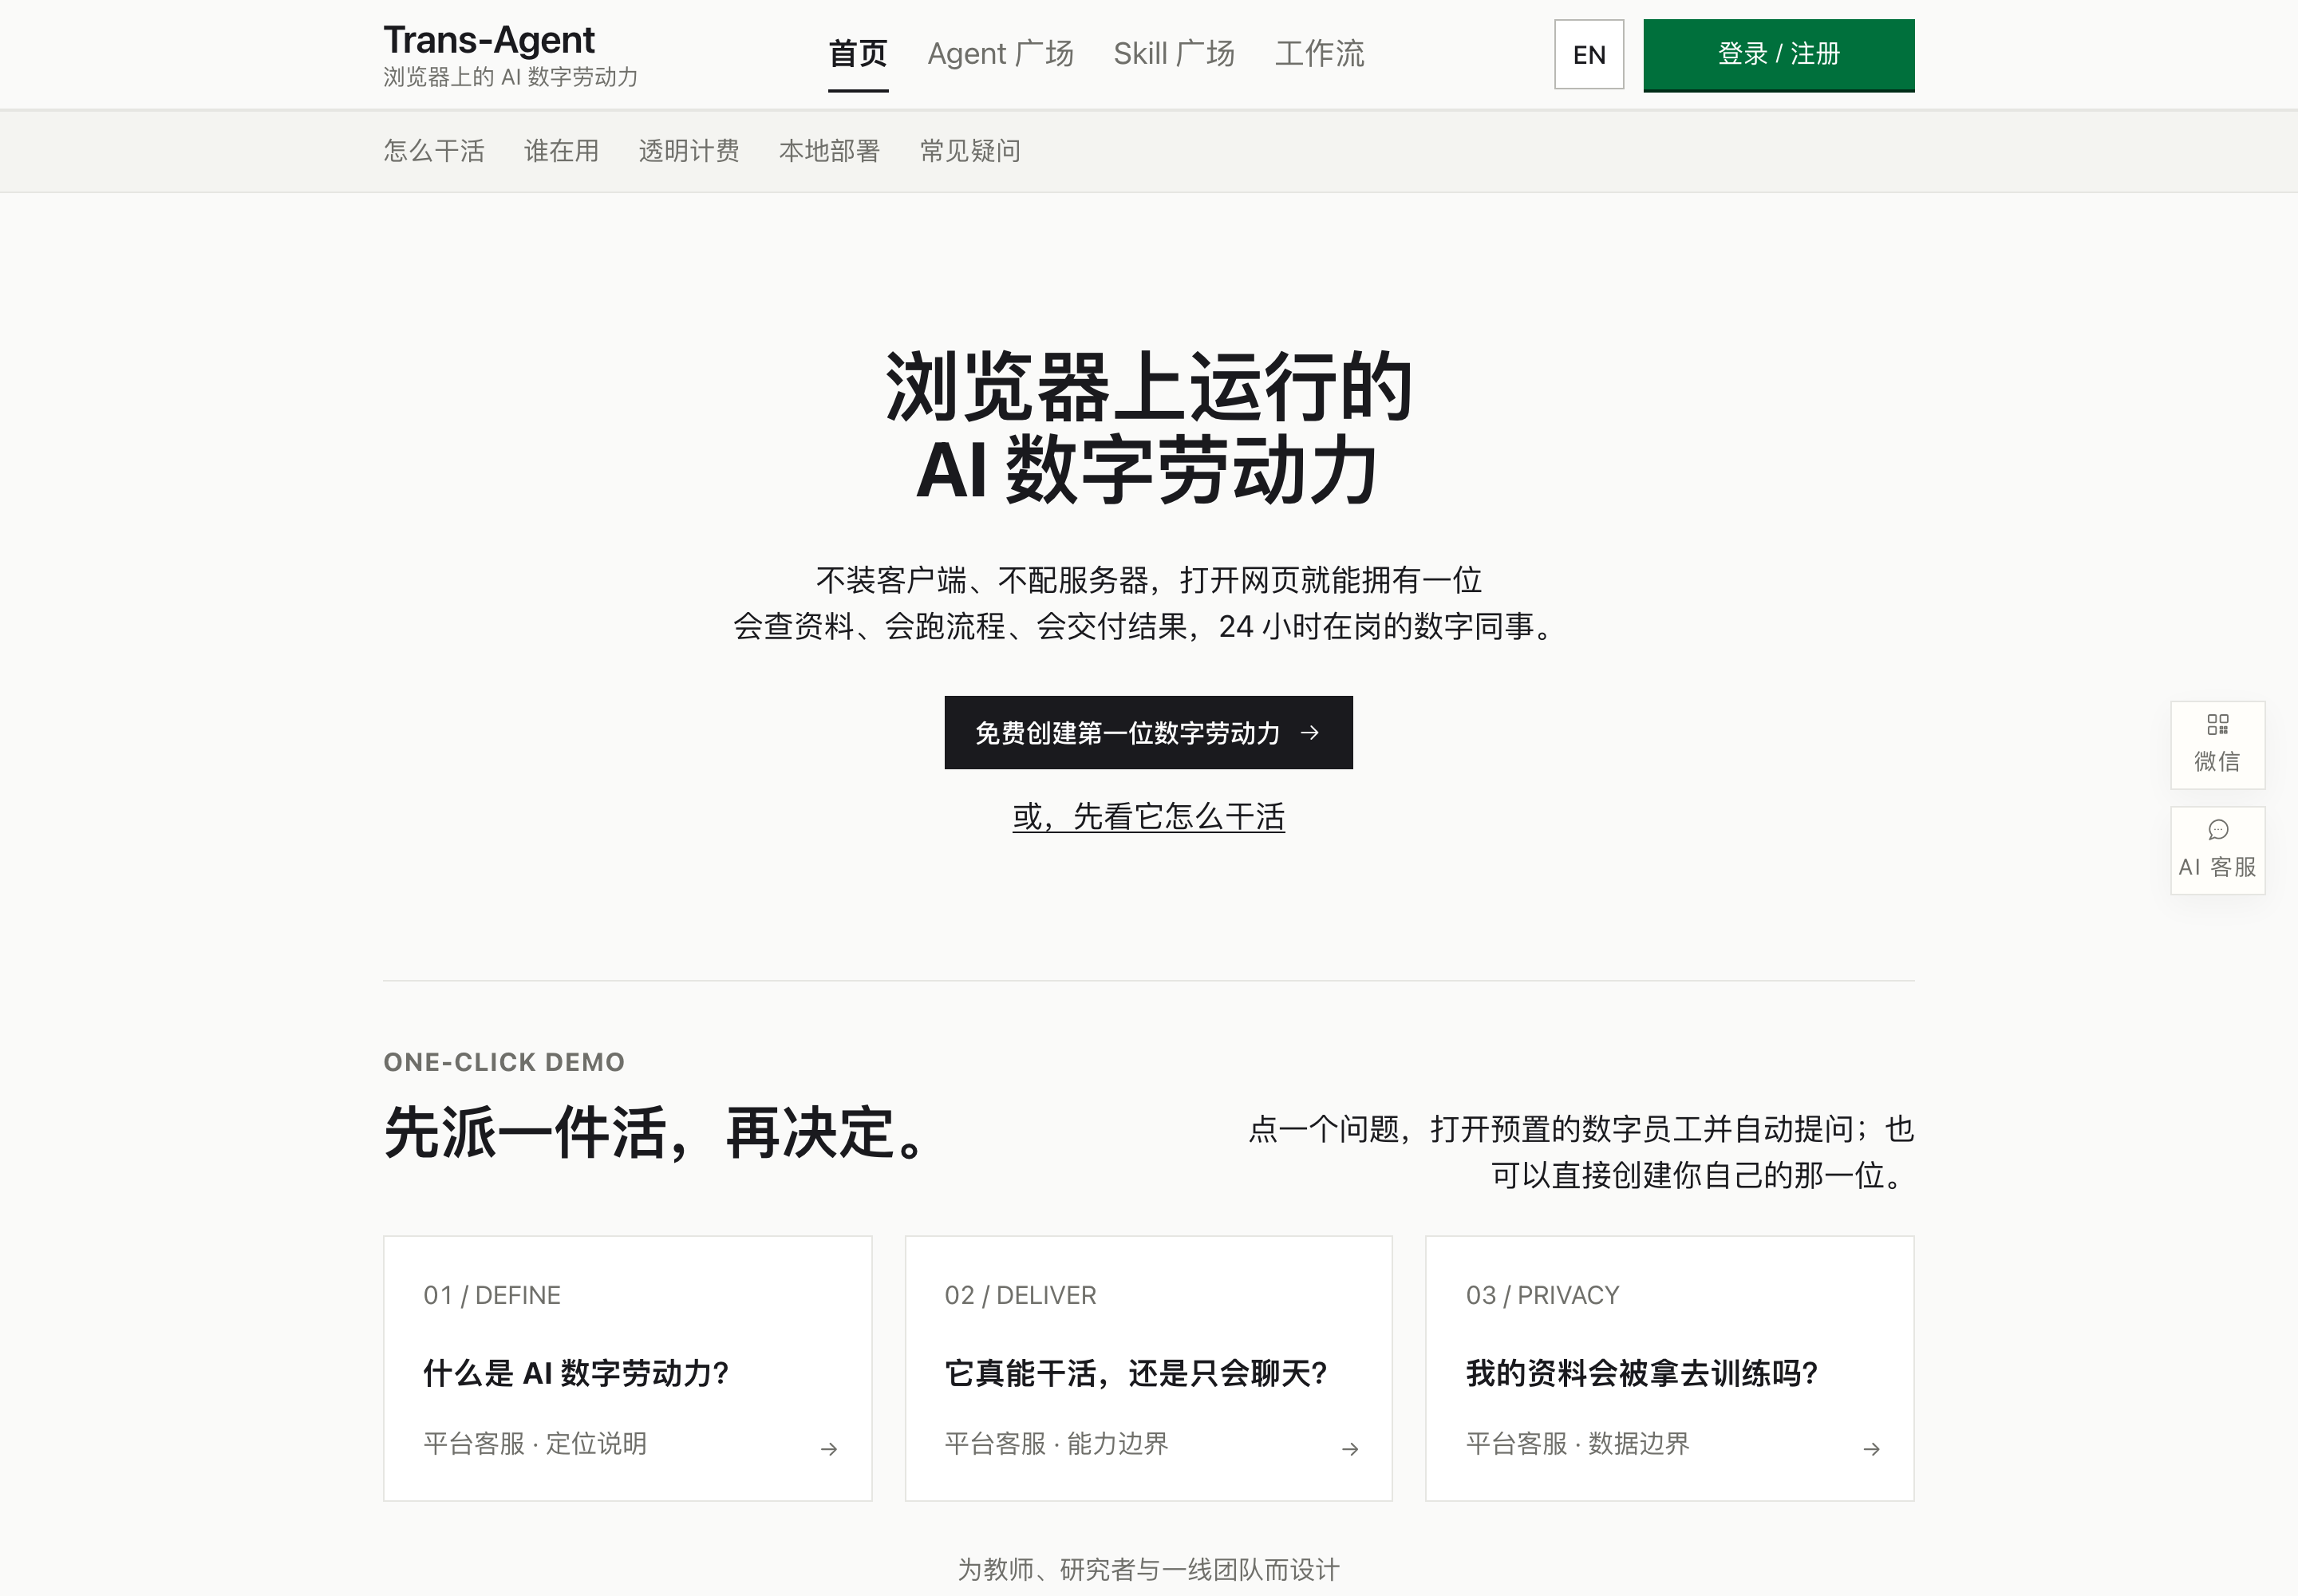 Trans-Agent
浏览器上的 AI 数字劳动力
首页 Agent 广场 Skill 广场 工作流
EN
登录 / 注册
怎么干活 谁在用 透明计费 本地部署 常见疑问
浏览器上运行的
AI 数字劳动力
不装客户端、不配服务器，打开网页就能拥有一位
会查资料、会跑流程、会交付结果，24 小时在岗的数字同事。
免费创建第一位数字劳动力 →
或，先看它怎么干活
微信
AI 客服
ONE-CLICK DEMO
先派一件活，再决定。
点一个问题，打开预置的数字员工并自动提问；也
可以直接创建你自己的那一位。
01 / DEFINE
什么是 AI 数字劳动力?
平台客服 · 定位说明 →
02 / DELIVER
它真能干活，还是只会聊天?
平台客服 · 能力边界 →
03 / PRIVACY
我的资料会被拿去训练吗?
平台客服 · 数据边界 →
为教师、研究者与一线团队而设计